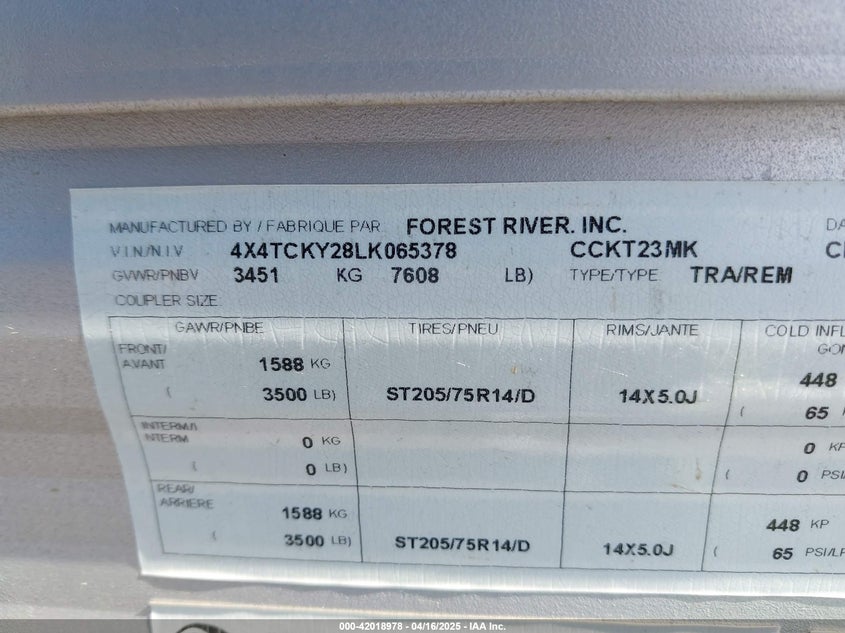 MANUFACTURED BY / FABRIQUE PAR FOREST RIVER. INC. DA
V.I.N/N.I.V 4X4TCKY28LK065378 CCKT23MK
GVWR/PNBV 3451 KG 7608 LB) TYPE/TYPE TRA/REM
COUPLER SIZE
GAWR/PNBE TIRES/PNEU RIMS/JANTE COLD INFL
GON
FRONT/
AVANT 1588 KG 448
( 3500 LB) ST205/75R14/D 14X5.0J ( 65 K
INTERM/I
NTERM 0 KG 0 KP
( 0 LB) ( 0 PSI/
REAR/
ARRIERE 1588 KG 448 KP
( 3500 LB) ST205/75R14/D 14X5.0J ( 65 PSI/LP
000-42018978 - 04/16/2025 - IAA Inc.